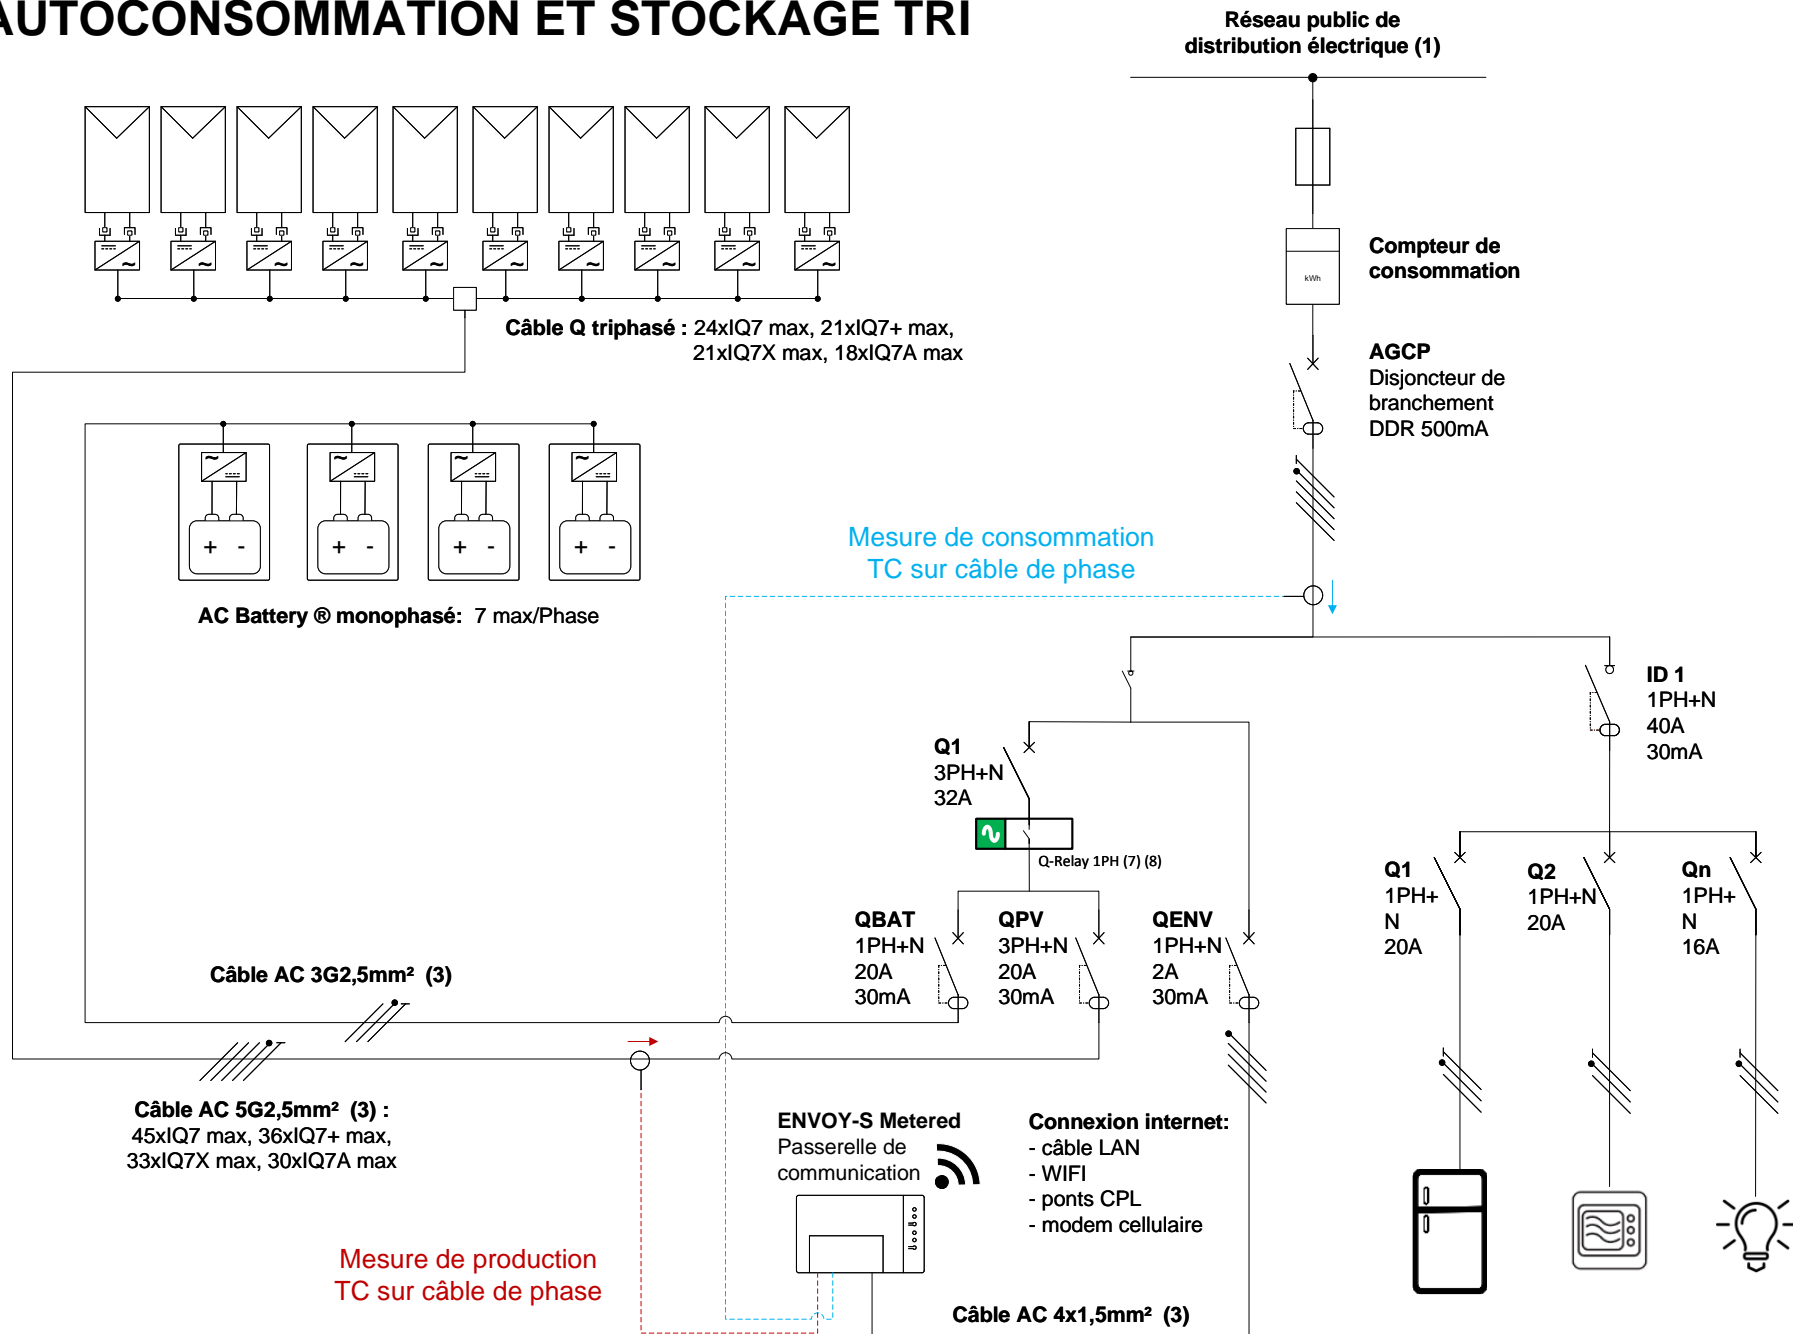 AUTOCONSOMMATION ET STOCKAGE TRI
Réseau public de
distribution électrique (1)
kWh
Compteur de
consommation
Câble Q triphasé : 24xIQ7 max, 21xIQ7+ max,
21xIQ7X max, 18xIQ7A max
AGCP
Disjoncteur de
branchement
DDR 500mA
+ -
+ -
+ -
+ -
AC Battery ® monophasé: 7 max/Phase
Mesure de consommation
TC sur câble de phase
ID 1
1PH+N
40A
30mA
Q1
3PH+N
32A
Q-Relay 1PH (7) (8)
Q1
1PH+
N
20A
Q2
1PH+N
20A
Qn
1PH+
N
16A
QBAT
1PH+N
20A
30mA
QPV
3PH+N
20A
30mA
QENV
1PH+N
2A
30mA
Câble AC 3G2,5mm² (3)
Câble AC 5G2,5mm² (3) :
45xIQ7 max, 36xIQ7+ max,
33xIQ7X max, 30xIQ7A max
ENVOY-S Metered
Passerelle de
communication
Connexion internet:
- câble LAN
- WIFI
- ponts CPL
- modem cellulaire
Mesure de production
TC sur câble de phase
Câble AC 4x1,5mm² (3)